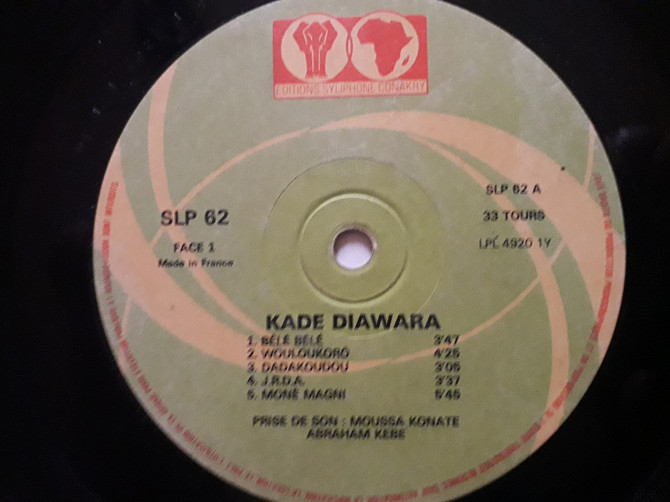 EDITIONS SYLIPHONE CONAKRY
SLP 62
FACE 1
Made in France
SLP 62 A
33 TOURS
LPL 4920 1Y
KADE DIAWARA
1. BÉLÉ BÉLÉ 3'47
2. WOULOUKORO 4'25
3. DADAKOUDOU 3'05
4. J.R.D.A. 3'37
5. MONÈ MAGNI 5'45
PRISE DE SON : MOUSSA KONATE
ABRAHAM KEBE